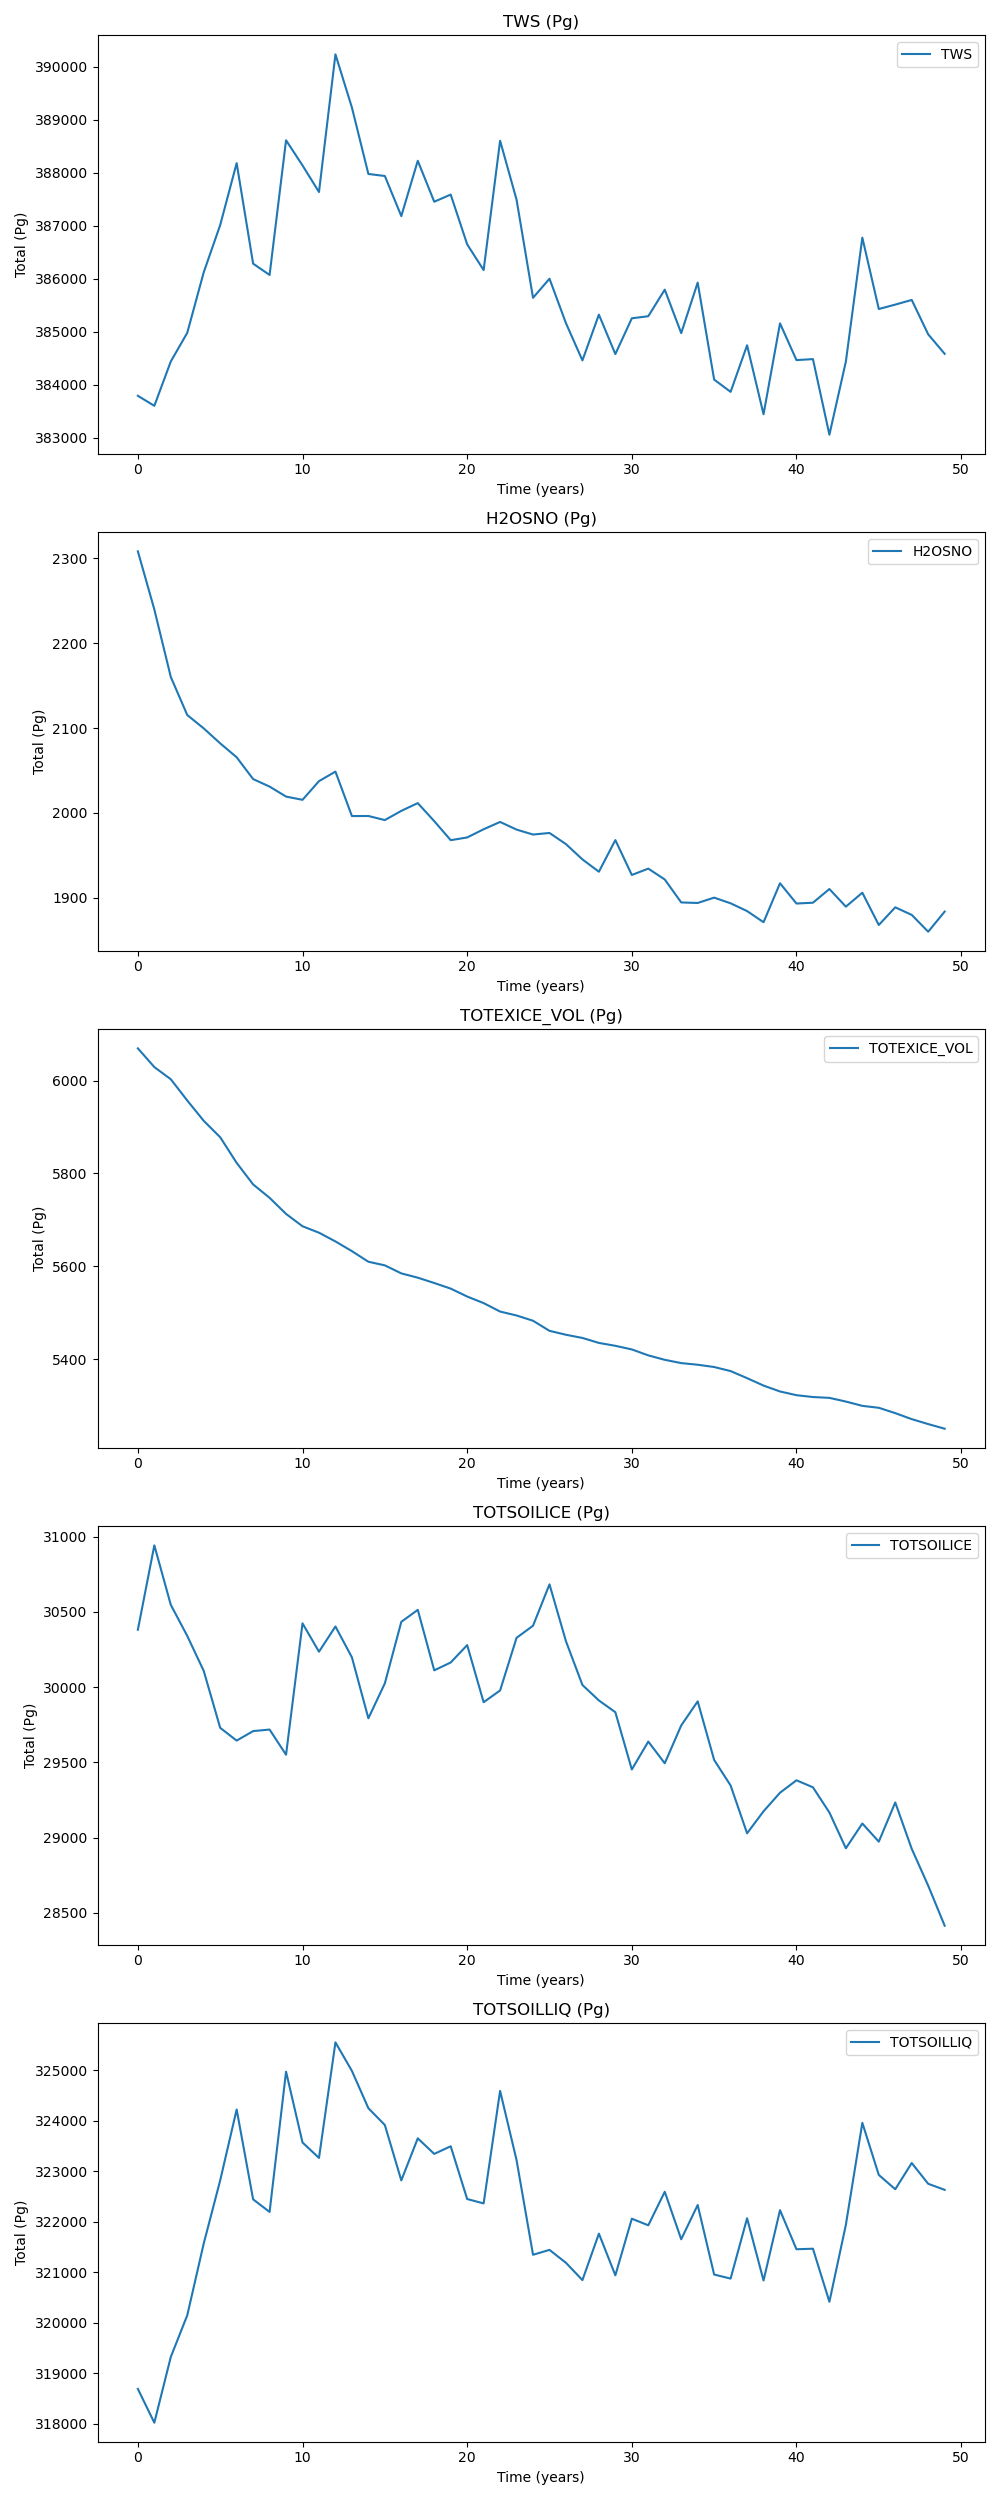 TWS (Pg)
TWS
390000
389000
388000
387000
386000
385000
384000
383000
Total (Pg)
0 10 20 30 40 50
Time (years)
H2OSNO (Pg)
H2OSNO
2300
2200
2100
2000
1900
Total (Pg)
0 10 20 30 40 50
Time (years)
TOTEXICE_VOL (Pg)
TOTEXICE_VOL
6000
5800
5600
5400
Total (Pg)
0 10 20 30 40 50
Time (years)
TOTSOILICE (Pg)
TOTSOILICE
31000
30500
30000
29500
29000
28500
Total (Pg)
0 10 20 30 40 50
Time (years)
TOTSOILLIQ (Pg)
TOTSOILLIQ
325000
324000
323000
322000
321000
320000
319000
318000
Total (Pg)
0 10 20 30 40 50
Time (years)